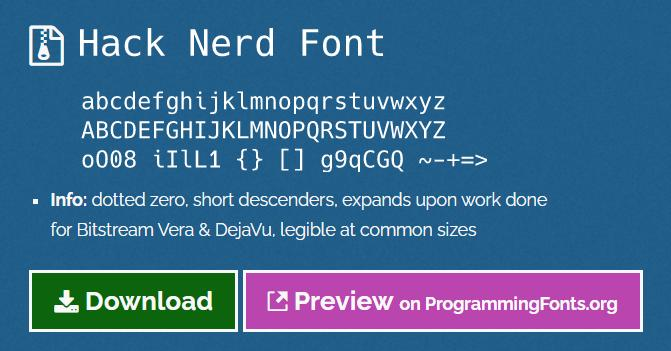 Hack Nerd Font
abcdefghijklmnopqrstuvwxyz
ABCDEFGHIJKLMNOPQRSTUVWXYZ
oO08 iIlL1 {} [] g9qCGQ ~-+=>
Info: dotted zero, short descenders, expands upon work done
for Bitstream Vera & DejaVu, legible at common sizes
Download
Preview on ProgrammingFonts.org